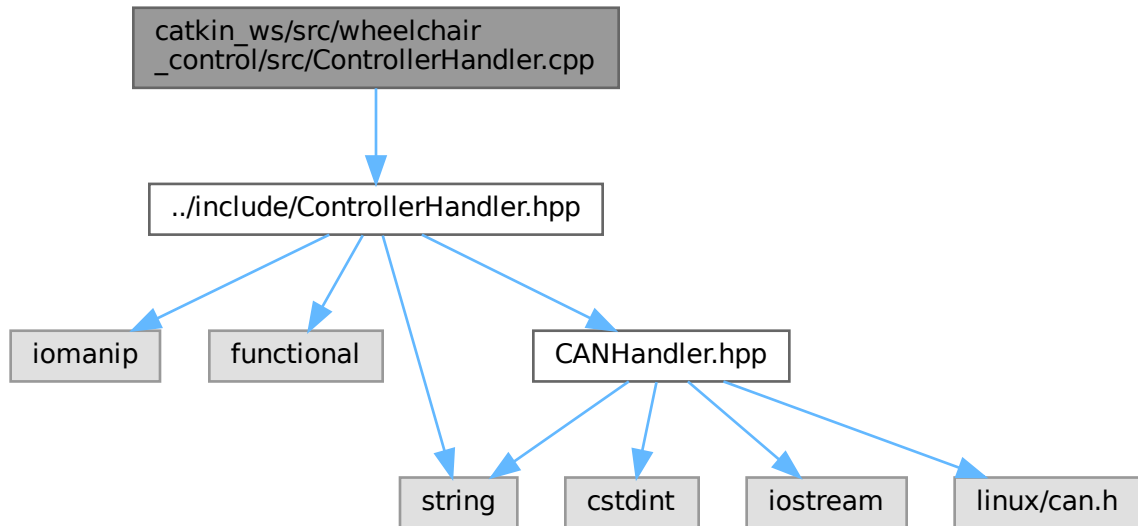 catkin_ws/src/wheelchair
_control/src/ControllerHandler.cpp
../include/ControllerHandler.hpp
iomanip
functional
CANHandler.hpp
string
cstdint
iostream
linux/can.h